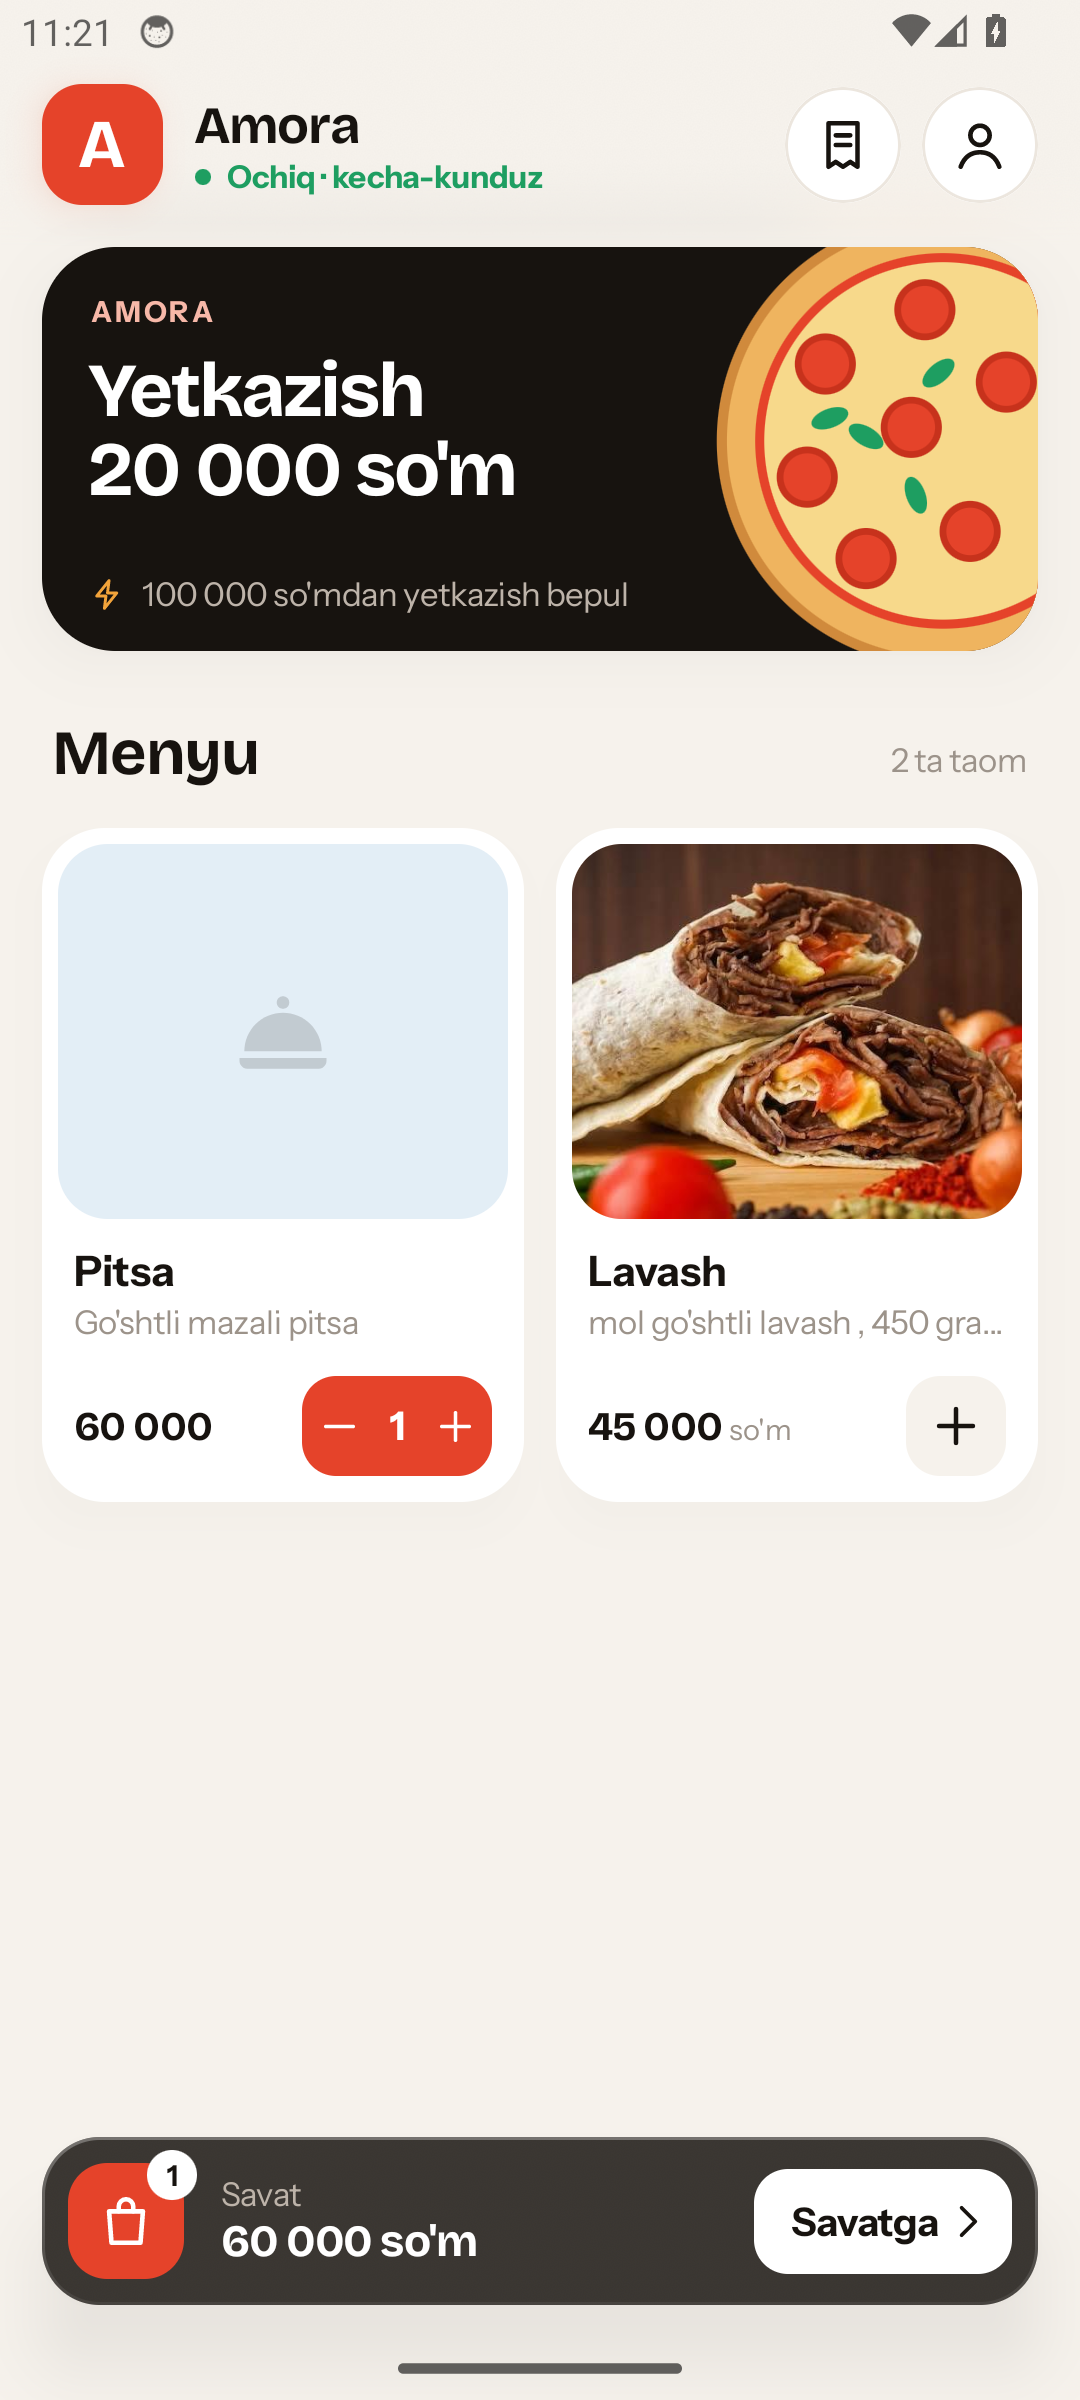 11:21
A
Amora
Ochiq · kecha-kunduz
AMORA
Yetkazish
20 000 so'm
100 000 so'mdan yetkazish bepul
Menyu
2 ta taom
Pitsa
Go'shtli mazali pitsa
60 000
1
Lavash
mol go'shtli lavash , 450 gra...
45 000 so'm
1
Savat
60 000 so'm
Savatga